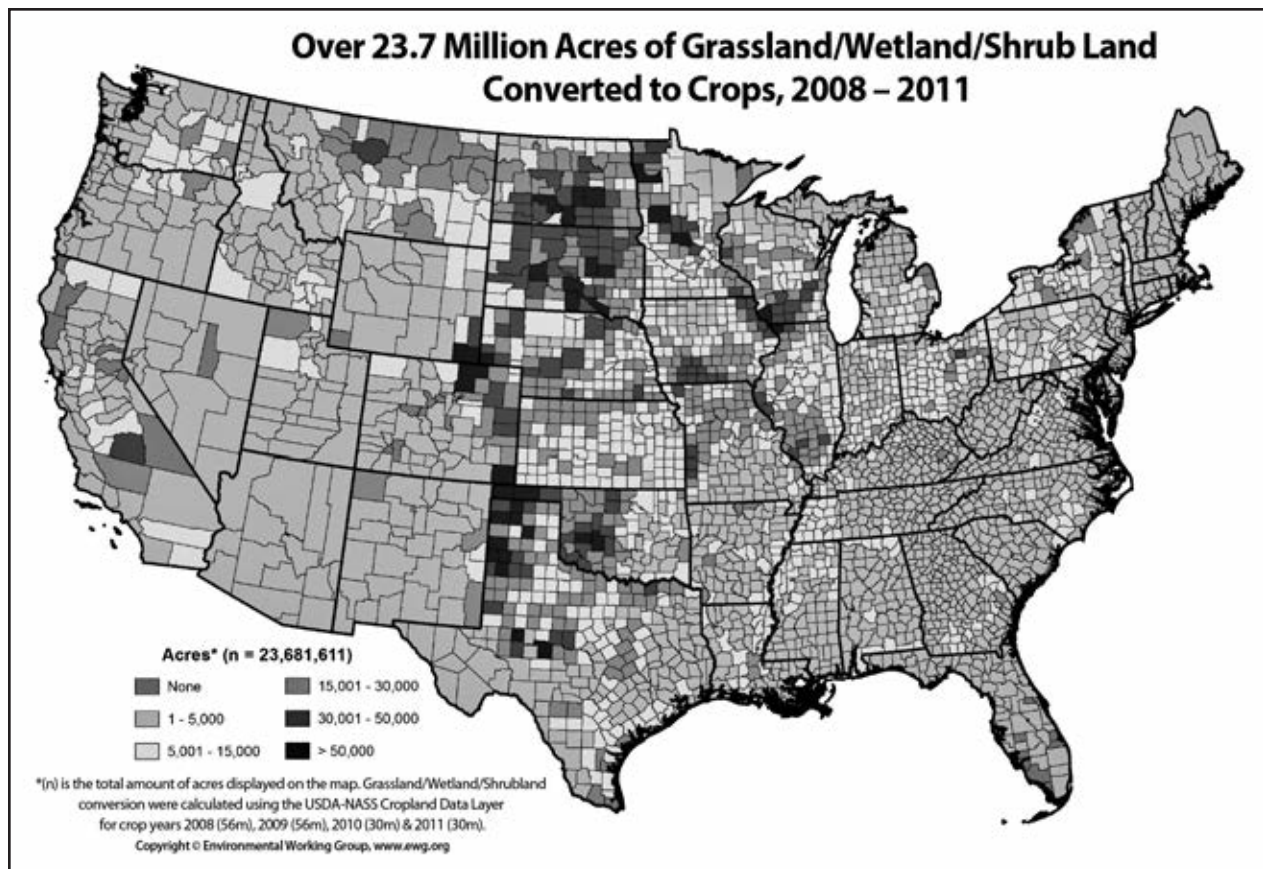 Over 23.7 Million Acres of Grassland/Wetland/Shrub Land
Converted to Crops, 2008 – 2011
Acres* (n = 23,681,611)
None
15,001 - 30,000
1 - 5,000
30,001 - 50,000
5,001 - 15,000
> 50,000
*(n) is the total amount of acres displayed on the map. Grassland/Wetland/Shrubland
conversion were calculated using the USDA-NASS Cropland Data Layer
for crop years 2008 (56m), 2009 (56m), 2010 (30m) & 2011 (30m).
Copyright © Environmental Working Group, www.ewg.org